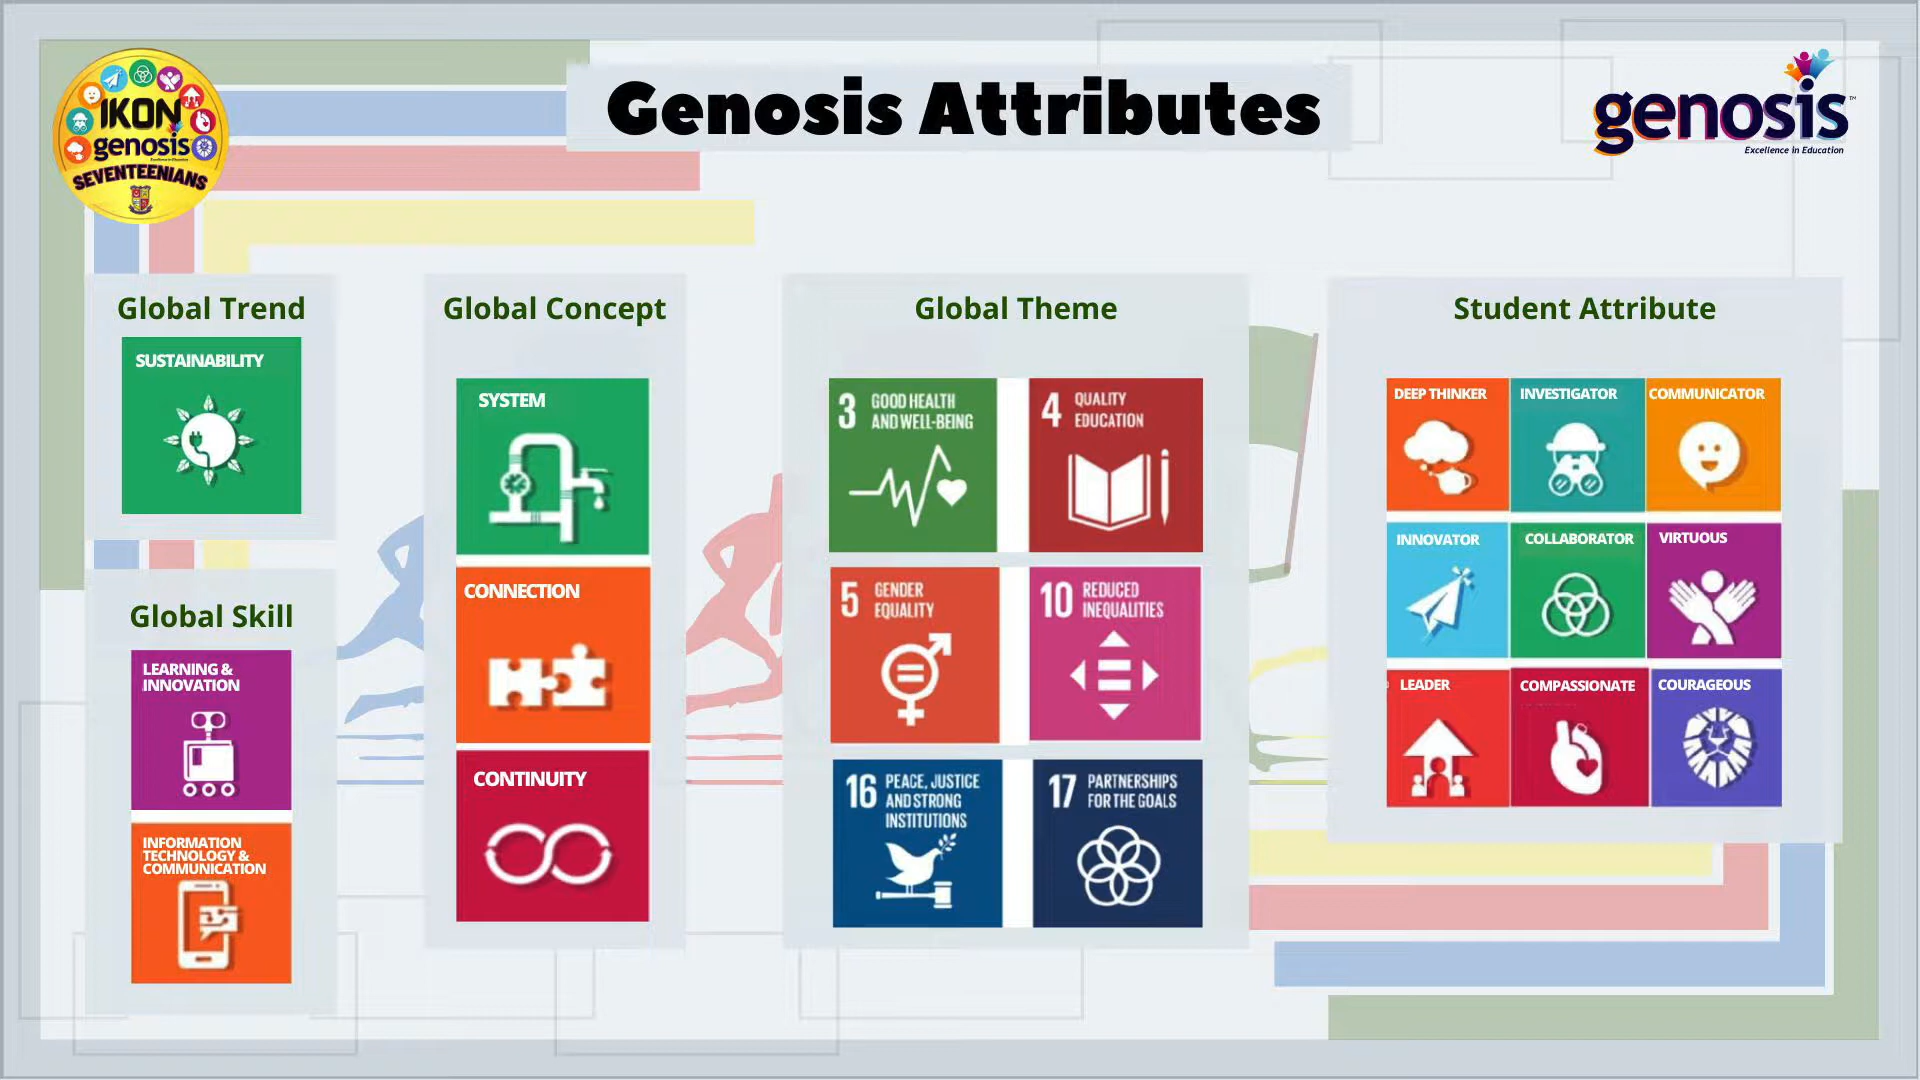 Genosis Attributes
IKON
genosis
SEVENTEENIANS
genosis™
Excellence in Education
Global Trend
SUSTAINABILITY
Global Skill
LEARNING &
INNOVATION
INFORMATION
TECHNOLOGY &
COMMUNICATION
Global Concept
SYSTEM
CONNECTION
CONTINUITY
Global Theme
3 GOOD HEALTH
AND WELL-BEING
4 QUALITY
EDUCATION
5 GENDER
EQUALITY
10 REDUCED
INEQUALITIES
16 PEACE, JUSTICE
AND STRONG
INSTITUTIONS
17 PARTNERSHIPS
FOR THE GOALS
Student Attribute
DEEP THINKER
INVESTIGATOR
COMMUNICATOR
INNOVATOR
COLLABORATOR
VIRTUOUS
LEADER
COMPASSIONATE
COURAGEOUS